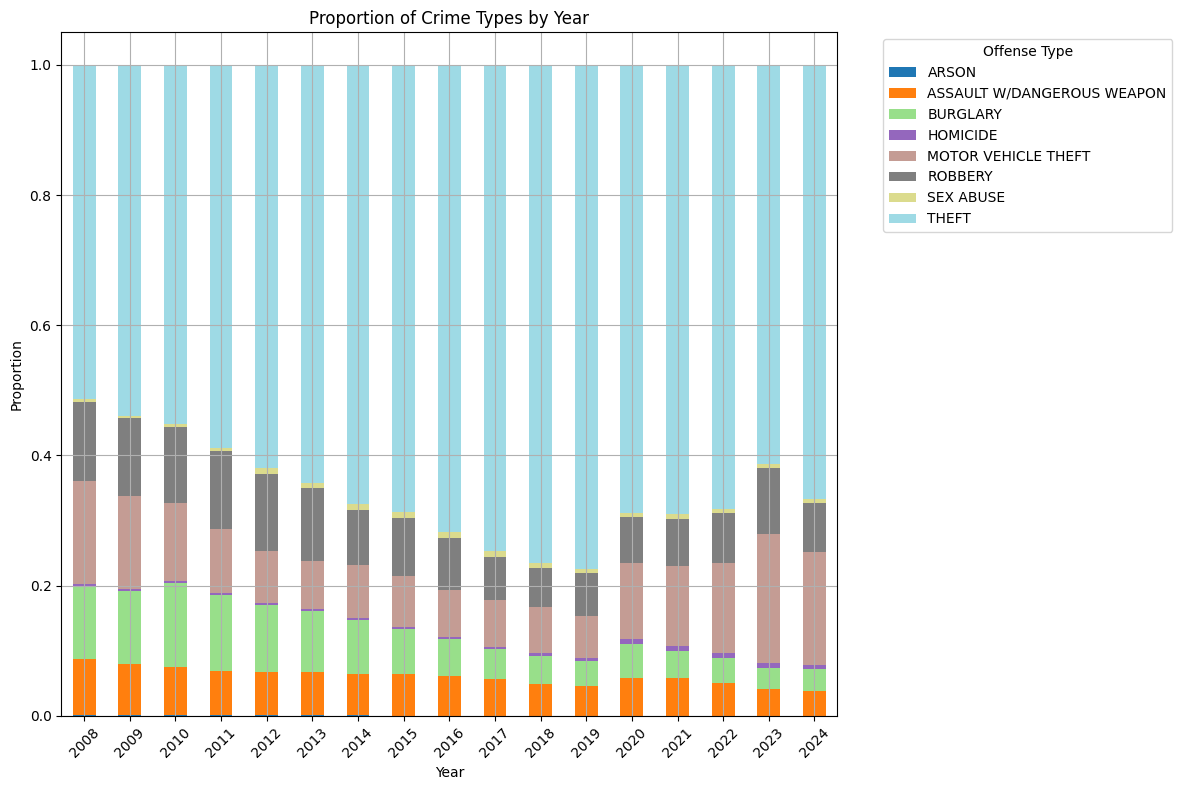 Proportion of Crime Types by Year
Offense Type
ARSON
ASSAULT W/DANGEROUS WEAPON
BURGLARY
HOMICIDE
MOTOR VEHICLE THEFT
ROBBERY
SEX ABUSE
THEFT
Proportion
1.0
0.8
0.6
0.4
0.2
0.0
2008 2009 2010 2011 2012 2013 2014 2015 2016 2017 2018 2019 2020 2021 2022 2023 2024
Year